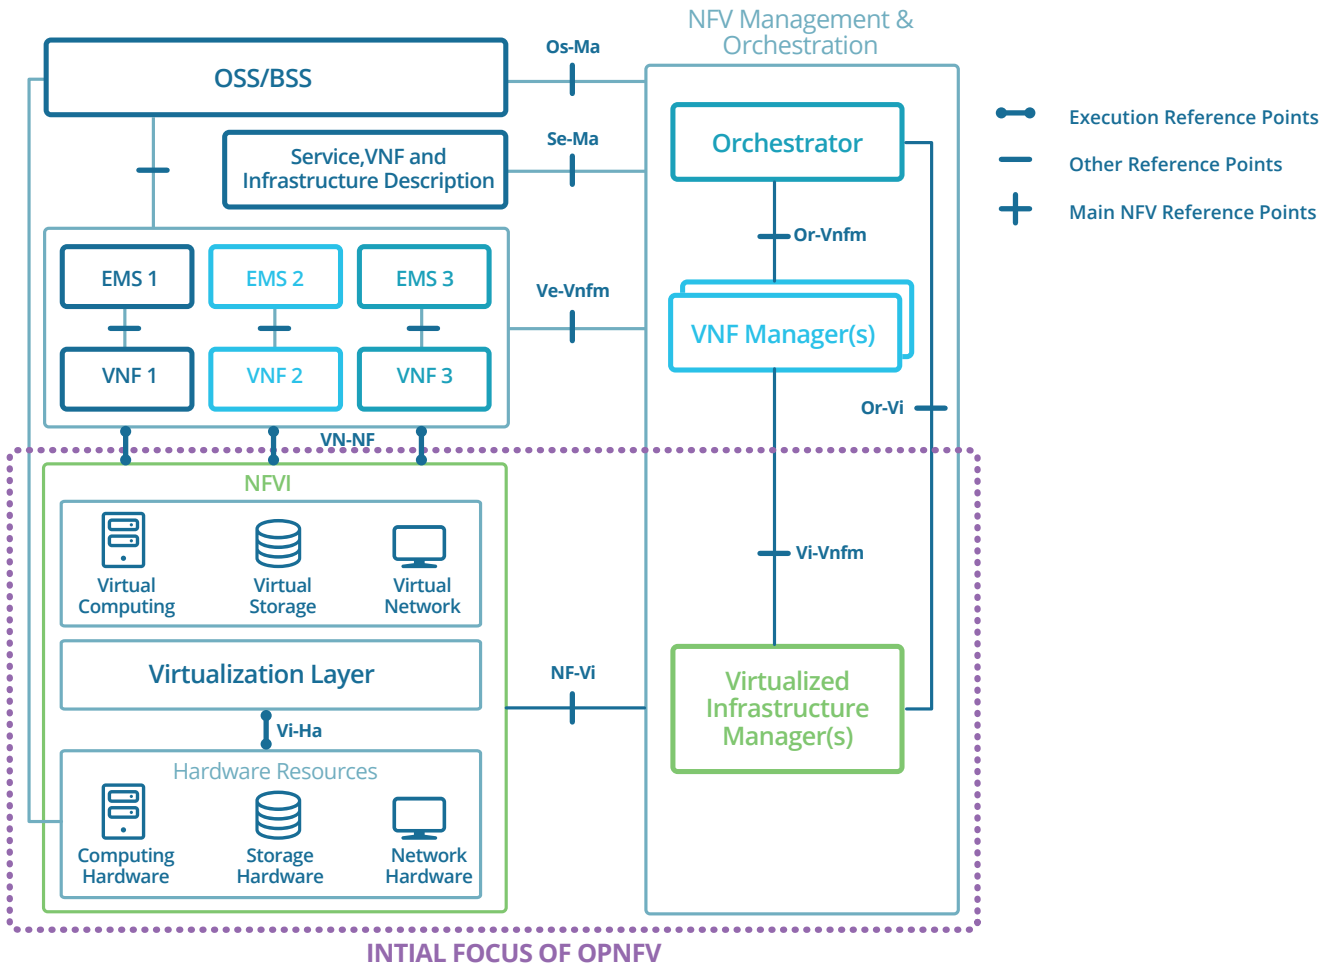 NFV Management &
Orchestration
OSS/BSS
Os-Ma
Service,VNF and
Infrastructure Description
Se-Ma
Orchestrator
Execution Reference Points
Other Reference Points
Main NFV Reference Points
Or-Vnfm
EMS 1
EMS 2
EMS 3
Ve-Vnfm
VNF Manager(s)
VNF 1
VNF 2
VNF 3
Or-Vi
VN-NF
NFVI
Virtual
Computing
Virtual
Storage
Virtual
Network
Vi-Vnfm
Virtualization Layer
NF-Vi
Virtualized
Infrastructure
Manager(s)
Vi-Ha
Hardware Resources
Computing
Hardware
Storage
Hardware
Network
Hardware
INTIAL FOCUS OF OPNFV